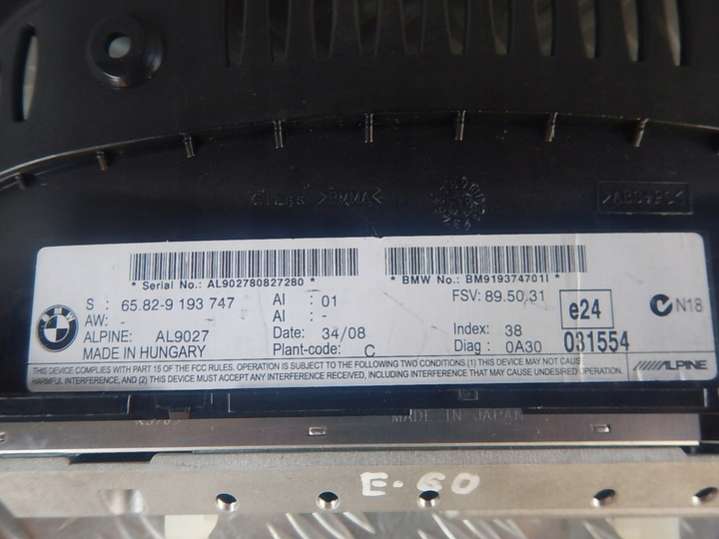 >PMMA<
* Serial No.: AL902780827280 *
* BMW No.: BM919374701I *
BMW
S : 65.82-9 193 747 AI : 01 FSV: 89.50.31 e24 N18
AW: - AI : -
ALPINE: AL9027 Date: 34/08 Index: 38 031554
MADE IN HUNGARY Plant-code: C Diag : 0A30
THIS DEVICE COMPLIES WITH PART 15 OF THE FCC RULES. OPERATION IS SUBJECT TO THE FOLLOWING TWO CONDITIONS (1) THIS DEVICE MAY NOT CAUSE
HARMFUL INTERFERENCE, AND (2) THIS DEVICE MUST ACCEPT ANY INTERFERENCE RECEIVED, INCLUDING INTERFERENCE THAT MAY CAUSE UNDESIRED OPERATION.
ALPINE
MADE IN JAPAN
E-60